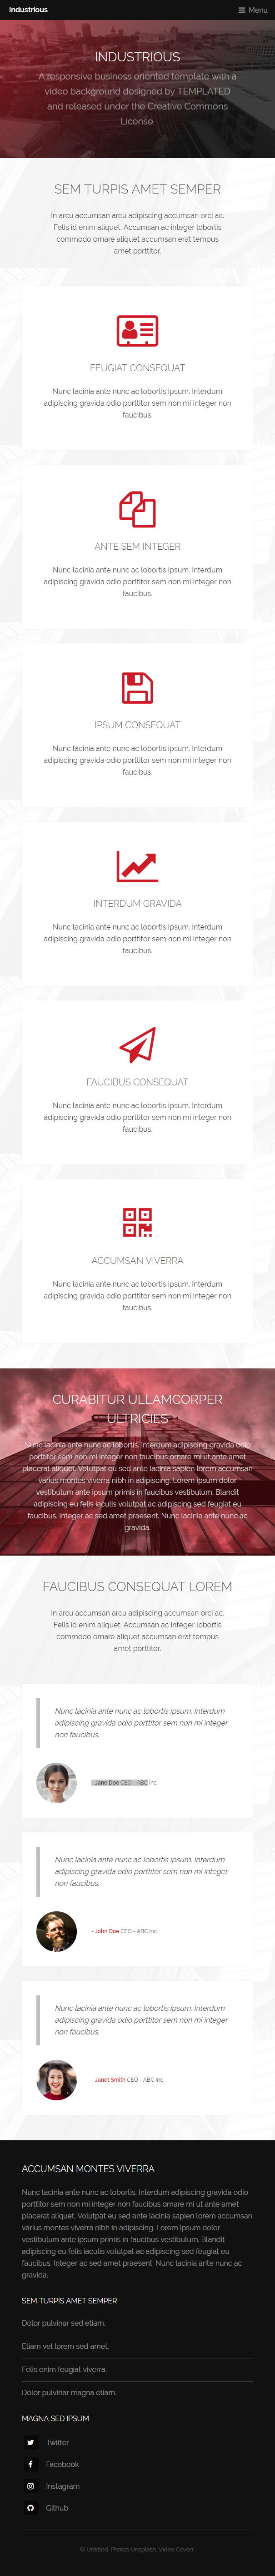 Industrious
Menu
INDUSTRIOUS
A responsive business oriented template with a
video background designed by TEMPLATED
and released under the Creative Commons
License.
SEM TURPIS AMET SEMPER
In arcu accumsan arcu adipiscing accumsan orci ac.
Felis id enim aliquet. Accumsan ac integer lobortis
commodo ornare aliquet accumsan erat tempus
amet porttitor.
FEUGIAT CONSEQUAT
Nunc lacinia ante nunc ac lobortis ipsum. Interdum
adipiscing gravida odio porttitor sem non mi integer non
faucibus.
ANTE SEM INTEGER
Nunc lacinia ante nunc ac lobortis ipsum. Interdum
adipiscing gravida odio porttitor sem non mi integer non
faucibus.
IPSUM CONSEQUAT
Nunc lacinia ante nunc ac lobortis ipsum. Interdum
adipiscing gravida odio porttitor sem non mi integer non
faucibus.
INTERDUM GRAVIDA
Nunc lacinia ante nunc ac lobortis ipsum. Interdum
adipiscing gravida odio porttitor sem non mi integer non
faucibus.
FAUCIBUS CONSEQUAT
Nunc lacinia ante nunc ac lobortis ipsum. Interdum
adipiscing gravida odio porttitor sem non mi integer non
faucibus.
ACCUMSAN VIVERRA
Nunc lacinia ante nunc ac lobortis ipsum. Interdum
adipiscing gravida odio porttitor sem non mi integer non
faucibus.
CURABITUR ULLAMCORPER
ULTRICIES
Nunc lacinia ante nunc ac lobortis. Interdum adipiscing gravida odio
porttitor sem non mi integer non faucibus ornare mi ut ante amet
placerat aliquet. Volutpat eu sed ante lacinia sapien lorem accumsan
varius montes viverra nibh in adipiscing. Lorem ipsum dolor
vestibulum ante ipsum primis in faucibus vestibulum. Blandit
adipiscing eu felis iaculis volutpat ac adipiscing sed feugiat eu
faucibus. Integer ac sed amet praesent. Nunc lacinia ante nunc ac
gravida.
FAUCIBUS CONSEQUAT LOREM
In arcu accumsan arcu adipiscing accumsan orci ac.
Felis id enim aliquet. Accumsan ac integer lobortis
commodo ornare aliquet accumsan erat tempus
amet porttitor.
Nunc lacinia ante nunc ac lobortis ipsum. Interdum
adipiscing gravida odio porttitor sem non mi integer
non faucibus.
- Jane Doe CEO - ABC Inc.
Nunc lacinia ante nunc ac lobortis ipsum. Interdum
adipiscing gravida odio porttitor sem non mi integer
non faucibus.
- John Doe CEO - ABC Inc.
Nunc lacinia ante nunc ac lobortis ipsum. Interdum
adipiscing gravida odio porttitor sem non mi integer
non faucibus.
- Janet Smith CEO - ABC Inc.
ACCUMSAN MONTES VIVERRA
Nunc lacinia ante nunc ac lobortis. Interdum adipiscing gravida odio
porttitor sem non mi integer non faucibus ornare mi ut ante amet
placerat aliquet. Volutpat eu sed ante lacinia sapien lorem accumsan
varius montes viverra nibh in adipiscing. Lorem ipsum dolor
vestibulum ante ipsum primis in faucibus vestibulum. Blandit
adipiscing eu felis iaculis volutpat ac adipiscing sed feugiat eu
faucibus. Integer ac sed amet praesent. Nunc lacinia ante nunc ac
gravida.
SEM TURPIS AMET SEMPER
Dolor pulvinar sed etiam.
Etiam vel lorem sed amet.
Felis enim feugiat viverra.
Dolor pulvinar magna etiam.
MAGNA SED IPSUM
Twitter
Facebook
Instagram
Github
© Untitled. Photos Unsplash, Video Coverr.